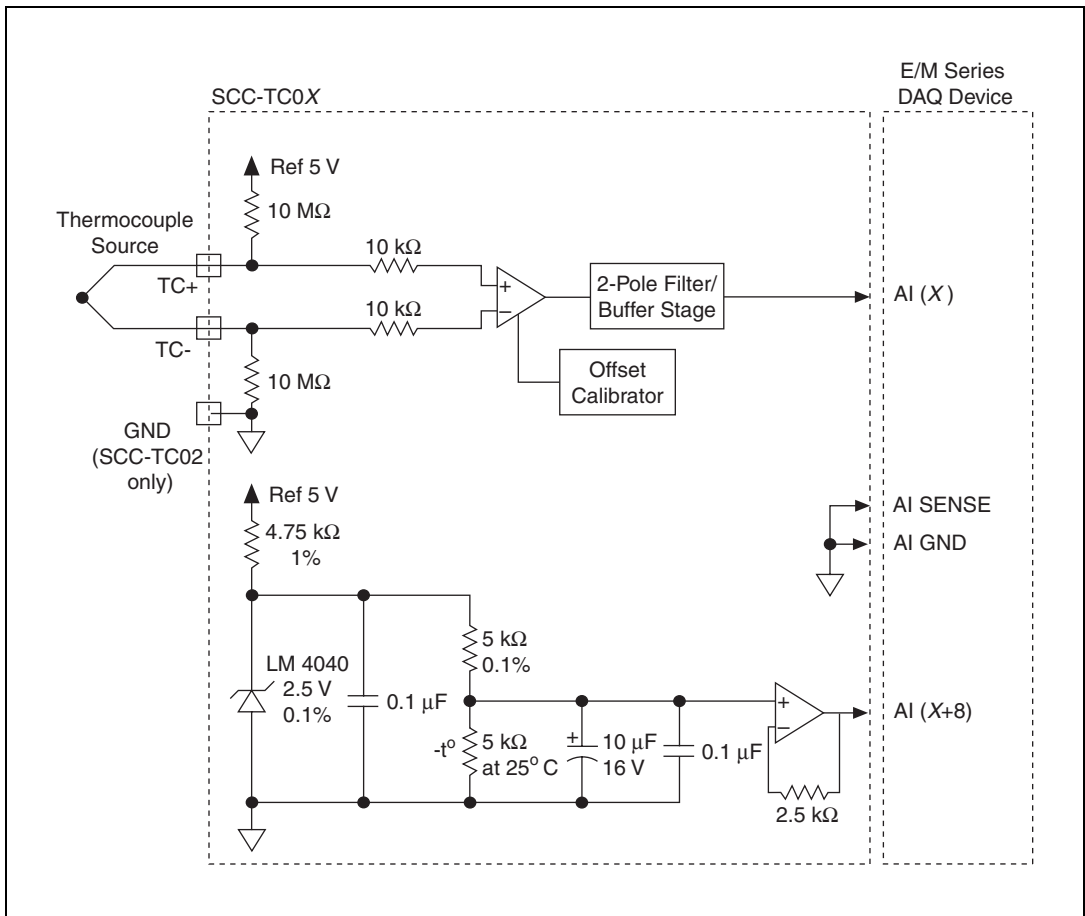 E/M Series
DAQ Device
SCC-TC0X
Ref 5 V
10 MΩ
Thermocouple
Source
TC+
10 kΩ
+
−
2-Pole Filter/
Buffer Stage
AI (X)
10 kΩ
TC-
Offset
Calibrator
10 MΩ
GND
(SCC-TC02
only)
Ref 5 V
4.75 kΩ
1%
AI SENSE
AI GND
5 kΩ
0.1%
LM 4040
2.5 V
0.1%
0.1 µF
-tº
5 kΩ
at 25º C
+
10 µF
16 V
0.1 µF
+
−
AI (X+8)
2.5 kΩ